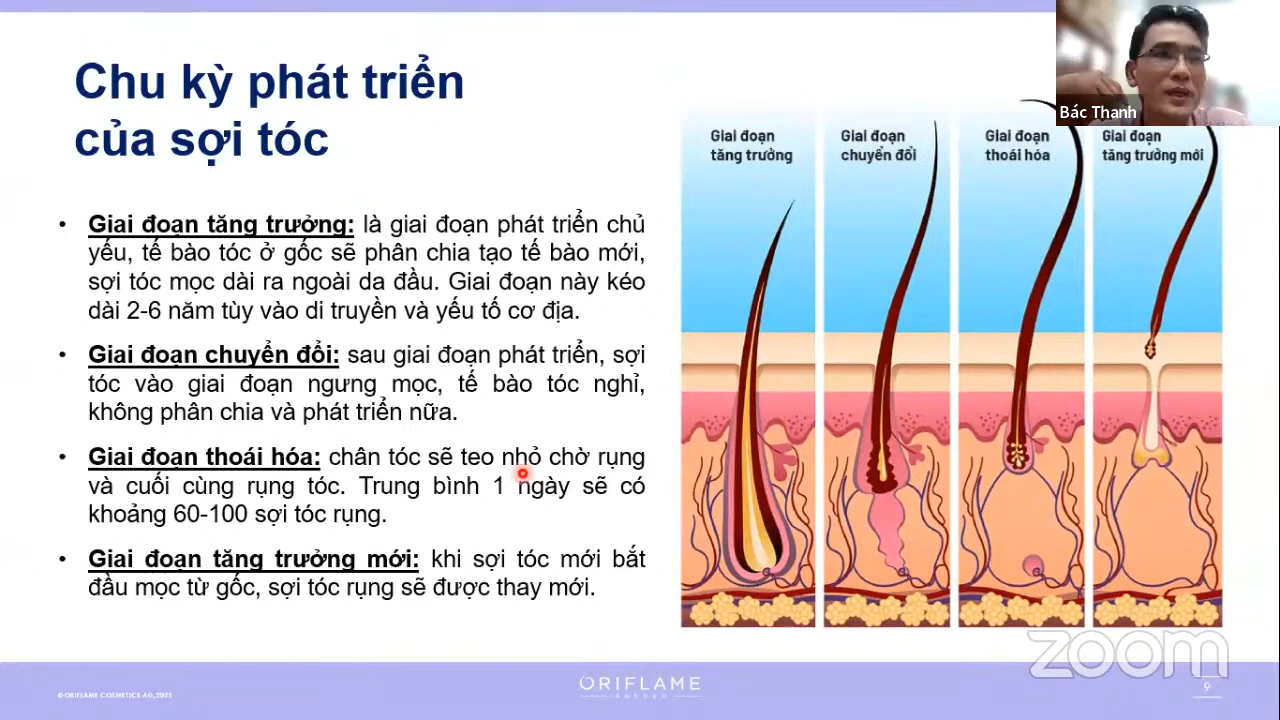 Chu kỳ phát triển
của sợi tóc
Bác Thanh
Giai đoạn
tăng trưởng
Giai đoạn
chuyển đổi
Giai đoạn
thoái hóa
Giai đoạn
tăng trưởng mới
• Giai đoạn tăng trưởng: là giai đoạn phát triển chủ
yếu, tế bào tóc ở gốc sẽ phân chia tạo tế bào mới,
sợi tóc mọc dài ra ngoài da đầu. Giai đoạn này kéo
dài 2-6 năm tùy vào di truyền và yếu tố cơ địa.
• Giai đoạn chuyển đổi: sau giai đoạn phát triển, sợi
tóc vào giai đoạn ngưng mọc, tế bào tóc nghỉ,
không phân chia và phát triển nữa.
• Giai đoạn thoái hóa: chân tóc sẽ teo nhỏ chờ rụng
và cuối cùng rụng tóc. Trung bình 1 ngày sẽ có
khoảng 60-100 sợi tóc rụng.
• Giai đoạn tăng trưởng mới: khi sợi tóc mới bắt
đầu mọc từ gốc, sợi tóc rụng sẽ được thay mới.
zoom
©ORIFLAME COSMETICS AG,
ORIFLAME
SWEDEN
9